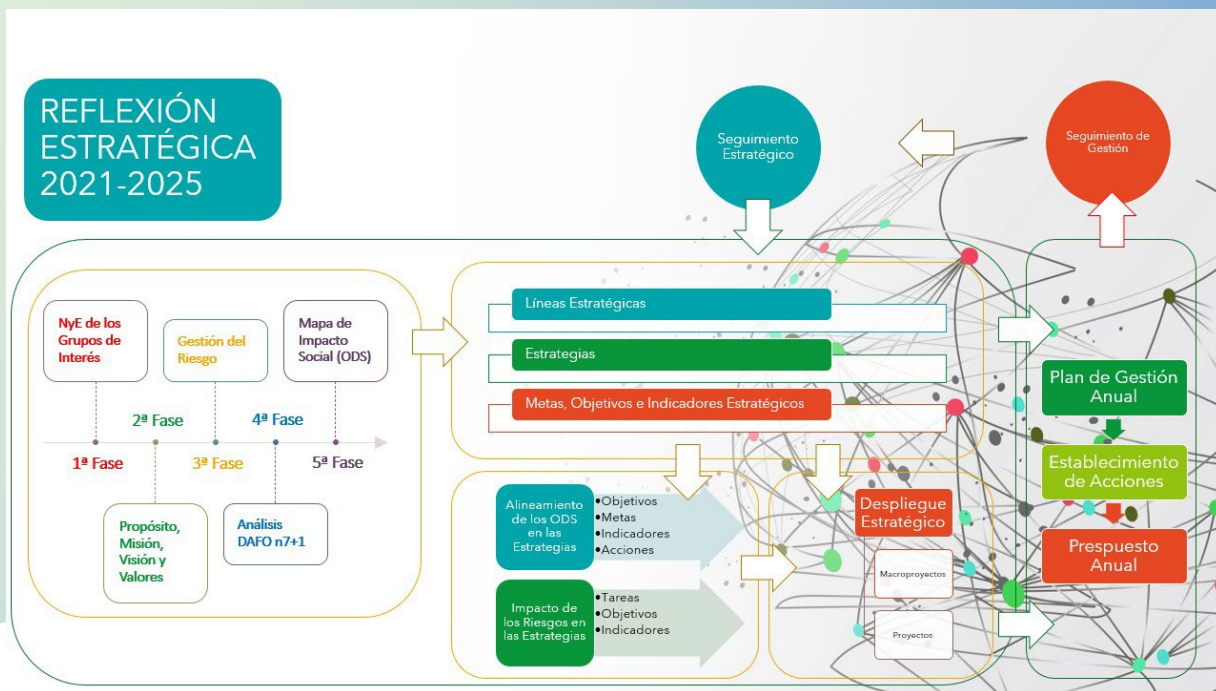 REFLEXIÓN
ESTRATÉGICA
2021-2025
Seguimiento
Estratégico
Seguimiento de
Gestión
NyE de los
Grupos de
Interés
Gestión del
Riesgo
Mapa de
Impacto
Social (ODS)
2ª Fase
4ª Fase
1ª Fase
3ª Fase
5ª Fase
Propósito,
Misión,
Visión y
Valores
Análisis
DAFO n7+1
Líneas Estratégicas
Estrategias
Metas, Objetivos e Indicadores Estratégicos
Alineamiento
de los ODS
en las
Estrategias
•Objetivos
•Metas
•Indicadores
•Acciones
Impacto de
los Riesgos en
las Estrategias
•Tareas
•Objetivos
•Indicadores
Despliegue
Estratégico
Macroproyectos
Proyectos
Plan de Gestión
Anual
Establecimiento
de Acciones
Prespuesto
Anual